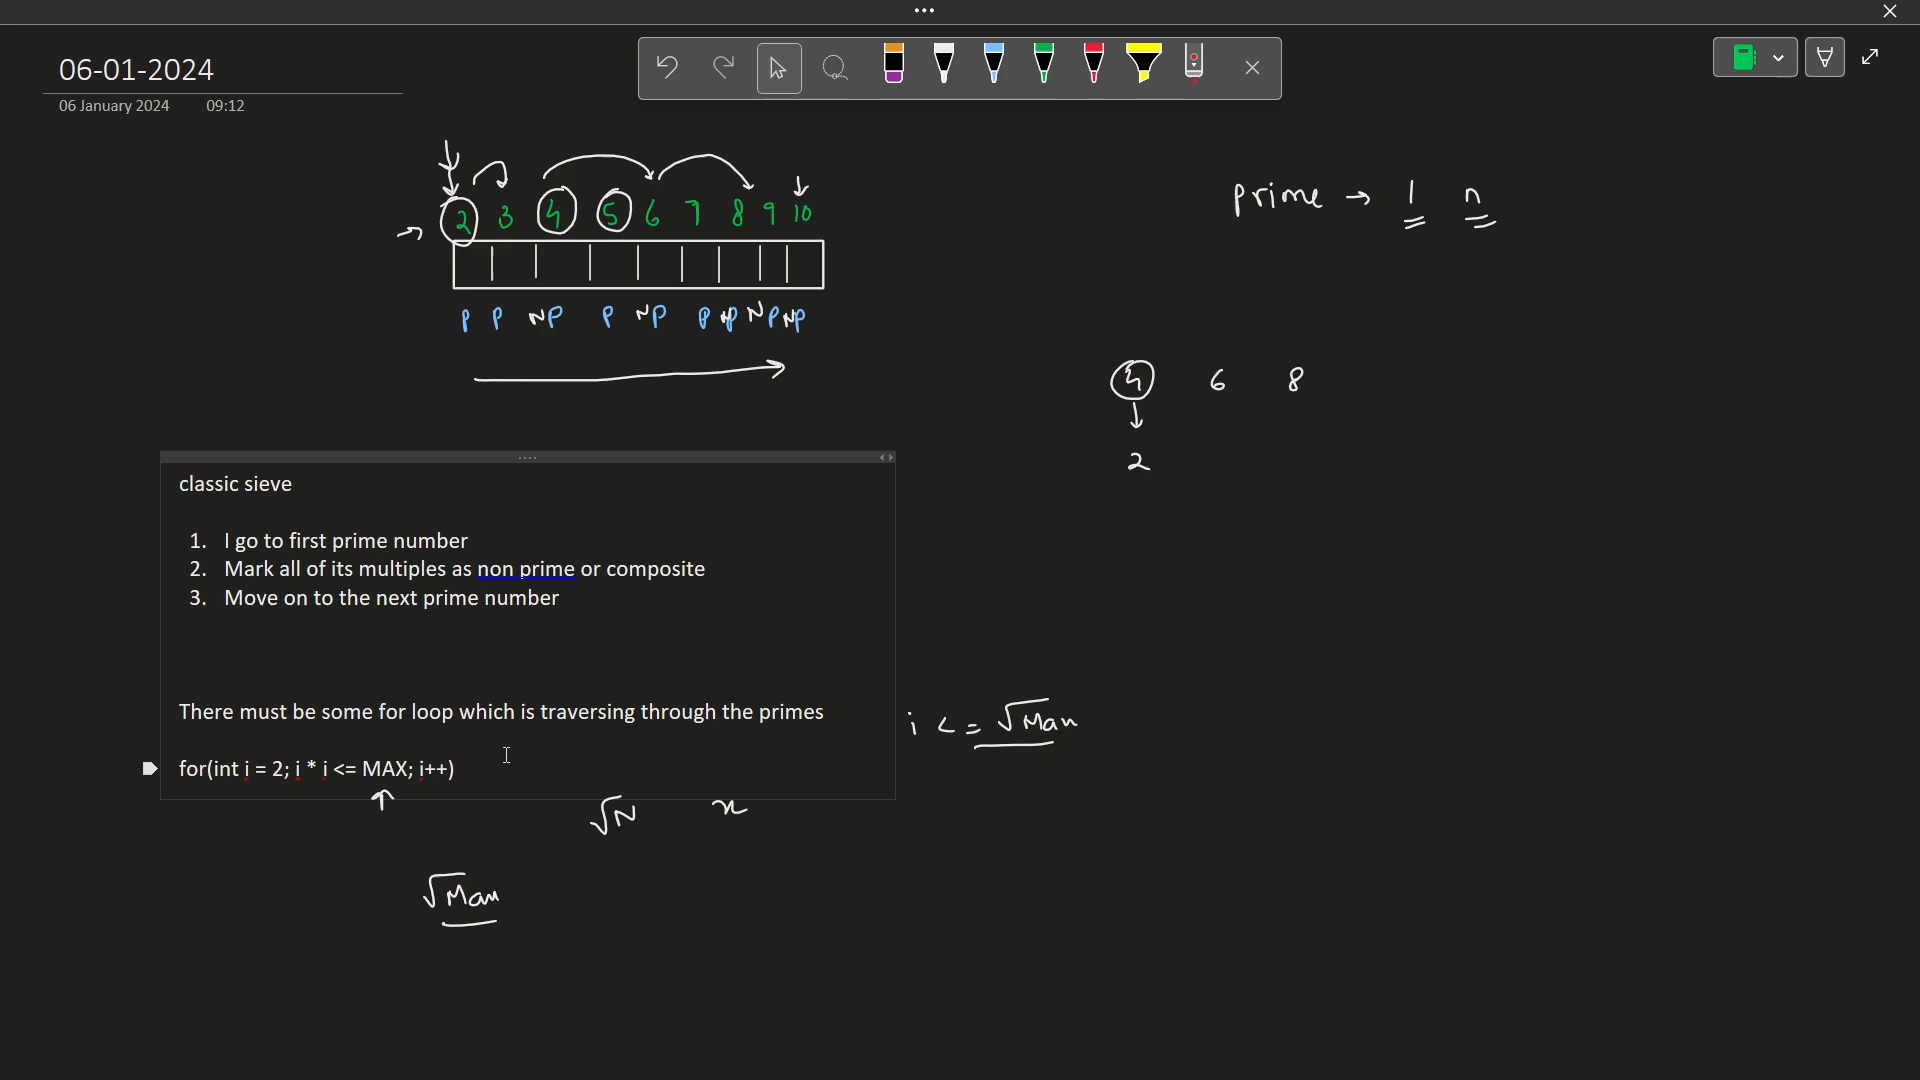 06-01-2024
06 January 2024 09:12
2 3 4 5 6 7 8 9 10
P P NP P NP P NP NP NP
prime → 1 n
4 6 8
2
classic sieve
1. I go to first prime number
2. Mark all of its multiples as non prime or composite
3. Move on to the next prime number
There must be some for loop which is traversing through the primes
i <= √Max
for(int i = 2; i * i <= MAX; i++)
√N x
√Max